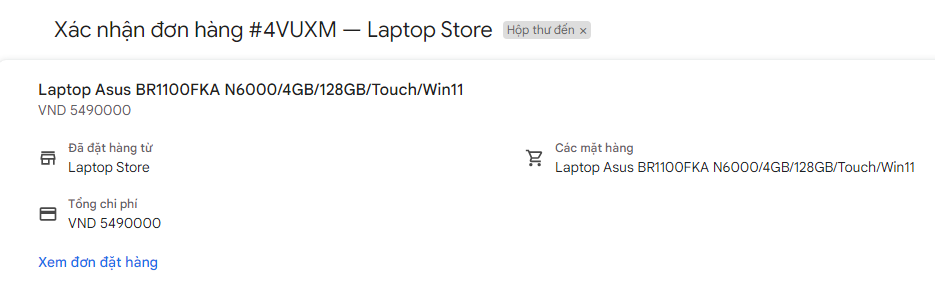 Xác nhận đơn hàng #4VUXM — Laptop Store
Hộp thư đến ×
Laptop Asus BR1100FKA N6000/4GB/128GB/Touch/Win11
VND 5490000
Đã đặt hàng từ
Laptop Store
Các mặt hàng
Laptop Asus BR1100FKA N6000/4GB/128GB/Touch/Win11
Tổng chi phí
VND 5490000
Xem đơn đặt hàng